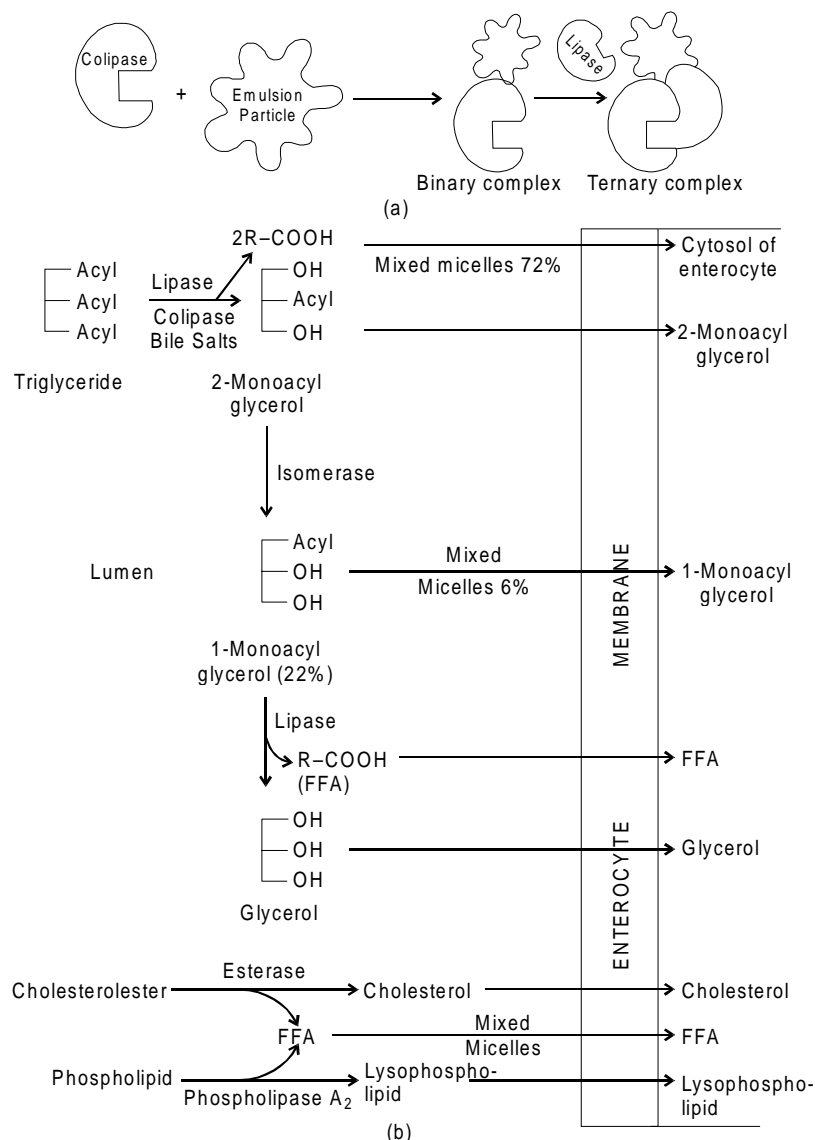 Colipase
+
Emulsion
Particle
Lipase
Binary complex
Ternary complex
(a)
2R–COOH
Mixed micelles 72%
Cytosol of
enterocyte
Acyl
Acyl
Acyl
Lipase
Colipase
Bile Salts
OH
Acyl
OH
2-Monoacyl
glycerol
Triglyceride
2-Monoacyl
glycerol
Isomerase
Lumen
Acyl
OH
OH
Mixed
Micelles 6%
1-Monoacyl
glycerol
MEMBRANE
1-Monoacyl
glycerol (22%)
Lipase
R–COOH
(FFA)
FFA
OH
OH
OH
Glycerol
Glycerol
ENTEROCYTE
Cholesterolester
Esterase
Cholesterol
Cholesterol
FFA
Mixed
Micelles
FFA
Phospholipid
Phospholipase A2
Lysophospho-
lipid
Lysophospho-
lipid
(b)